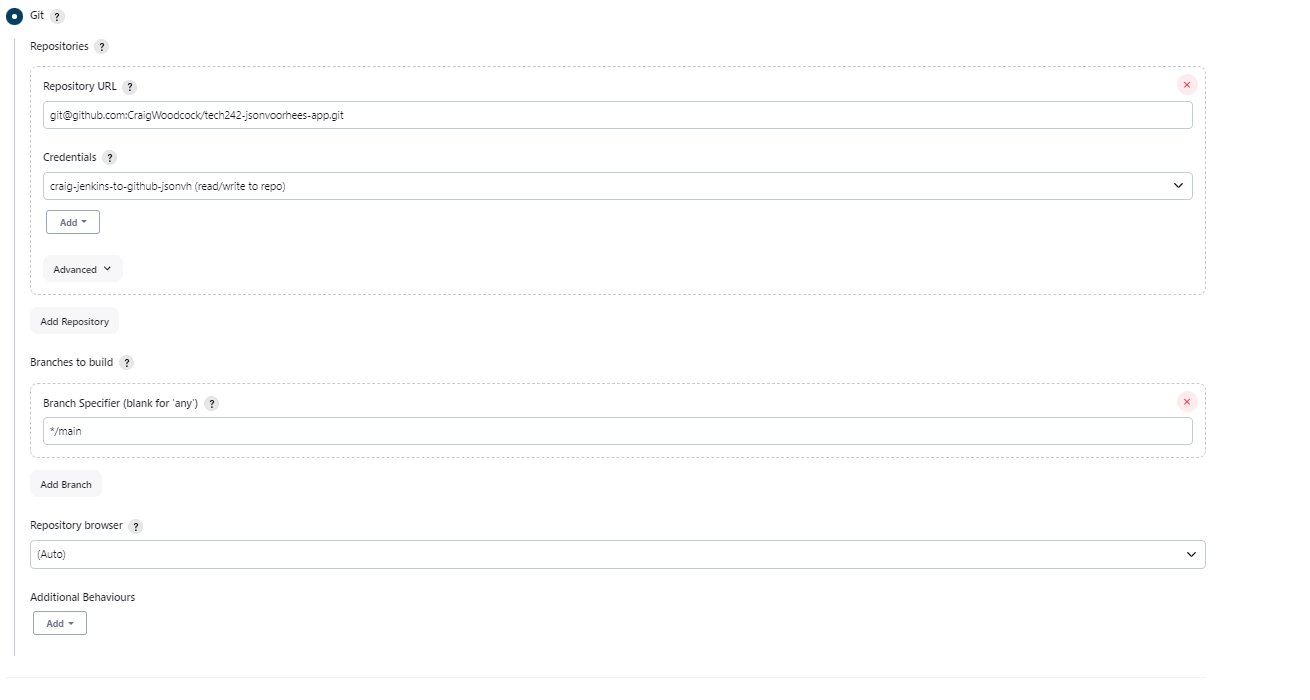 Git ?
Repositories ?
Repository URL ?
git@github.com:CraigWoodcock/tech242-jsonvoorhees-app.git
Credentials ?
craig-jenkins-to-github-jsonvh (read/write to repo)
Add
Advanced
Add Repository
Branches to build ?
Branch Specifier (blank for 'any') ?
*/main
Add Branch
Repository browser ?
(Auto)
Additional Behaviours
Add